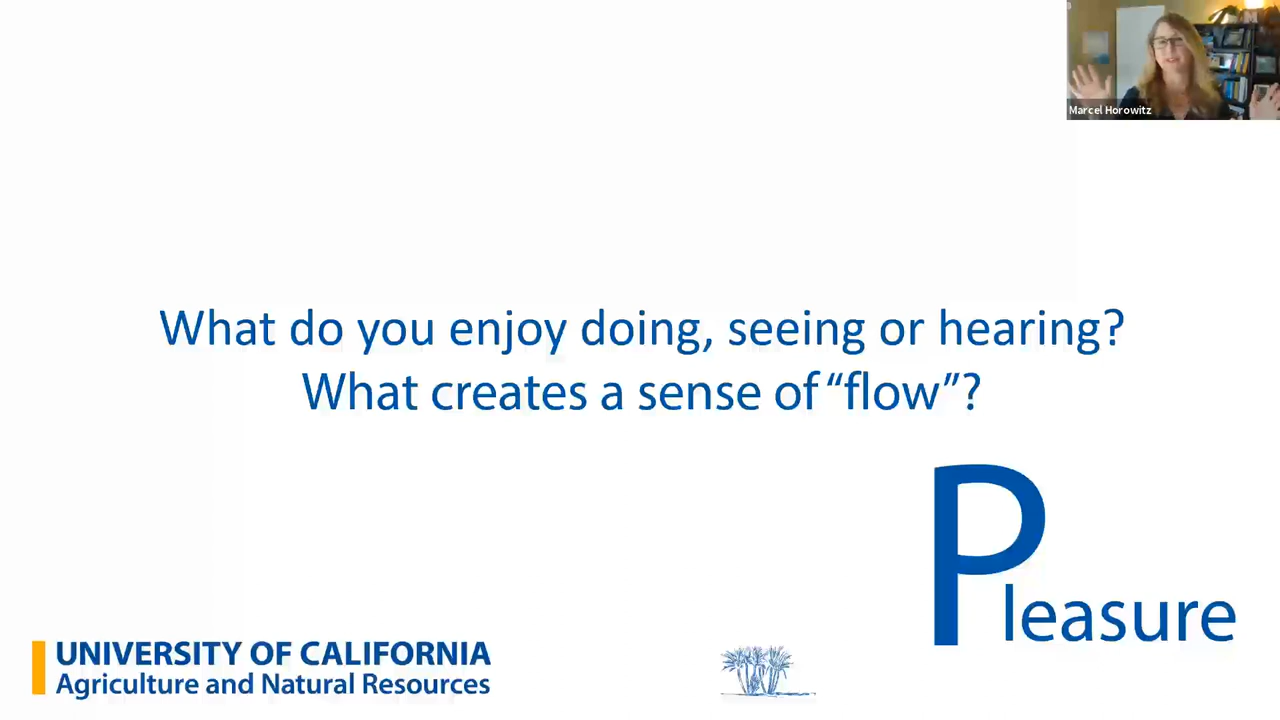 Marcel Horowitz
What do you enjoy doing, seeing or hearing?
What creates a sense of “flow”?
Pleasure
UNIVERSITY OF CALIFORNIA
Agriculture and Natural Resources